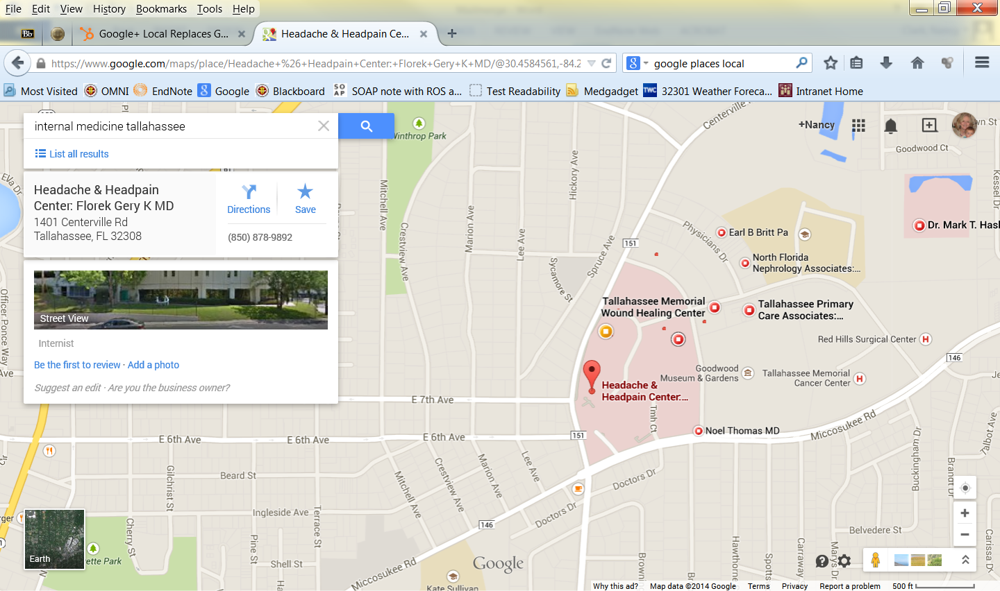 File Edit View History Bookmarks Tools Help
Bb
Google+ Local Replaces G...
Headache & Headpain Ce...
https://www.google.com/maps/place/Headache+%26+Headpain+Center:+Florek+Gery+K+MD/@30.4584561,-84.2
google places local
Most Visited
OMNI
EndNote
Google
Blackboard
SOAP
SOAP note with ROS a...
Test Readability
Medgadget
TWC
32301 Weather Foreca...
Intranet Home
internal medicine tallahassee
List all results
Headache & Headpain
Center: Florek Gery K MD
1401 Centerville Rd
Tallahassee, FL 32308
Directions
Save
(850) 878-9892
Street View
Internist
Be the first to review · Add a photo
Suggest an edit · Are you the business owner?
+Nancy
Winthrop Park
Centerville
wn St
Goodwood Ct
Kessel Dr
EVa Dr
Mitchell Ave
Crestview Ave
Marion Ave
Lee Ave
Hickory Ave
Sycamore St
Spruce Ave
151
Physicians Dr
Earl B Britt Pa
Dr. Mark T. Hasl
North Florida
Nephrology Associates:...
Tallahassee Memorial
Wound Healing Center
Tallahassee Primary
Care Associates:...
Red Hills Surgical Center
H
146
Goodwood
Museum & Gardens
Tallahassee Memorial
Cancer Center
H
Headache &
Headpain Center:...
Officer Ponce Way
Ave
E 7th Ave
Tmh Ct
Noel Thomas MD
Miccosukee Rd
151
E 6th Ave
E 6th Ave
E 6th Ave
Talbot Ave
Buckingham Dr
Brandt Dr
Gilchrist St
Beard St
Mitchell Ave
Crestview Ave
Marion Ave
Lee Ave
Doctors Dr
Doctors Dr
Ingleside Ave
Terrace St
146
Cherry St
Pine St
Shell St
Miccosukee Rd
Belvedere St
Earth
ette Park
Google
Kate Sullivan
Hawthorne
Spotts
Carraway
Marys Dr
Carissa D
Why this ad?
Map data ©2014 Google
Terms
Privacy
Report a problem
500 ft